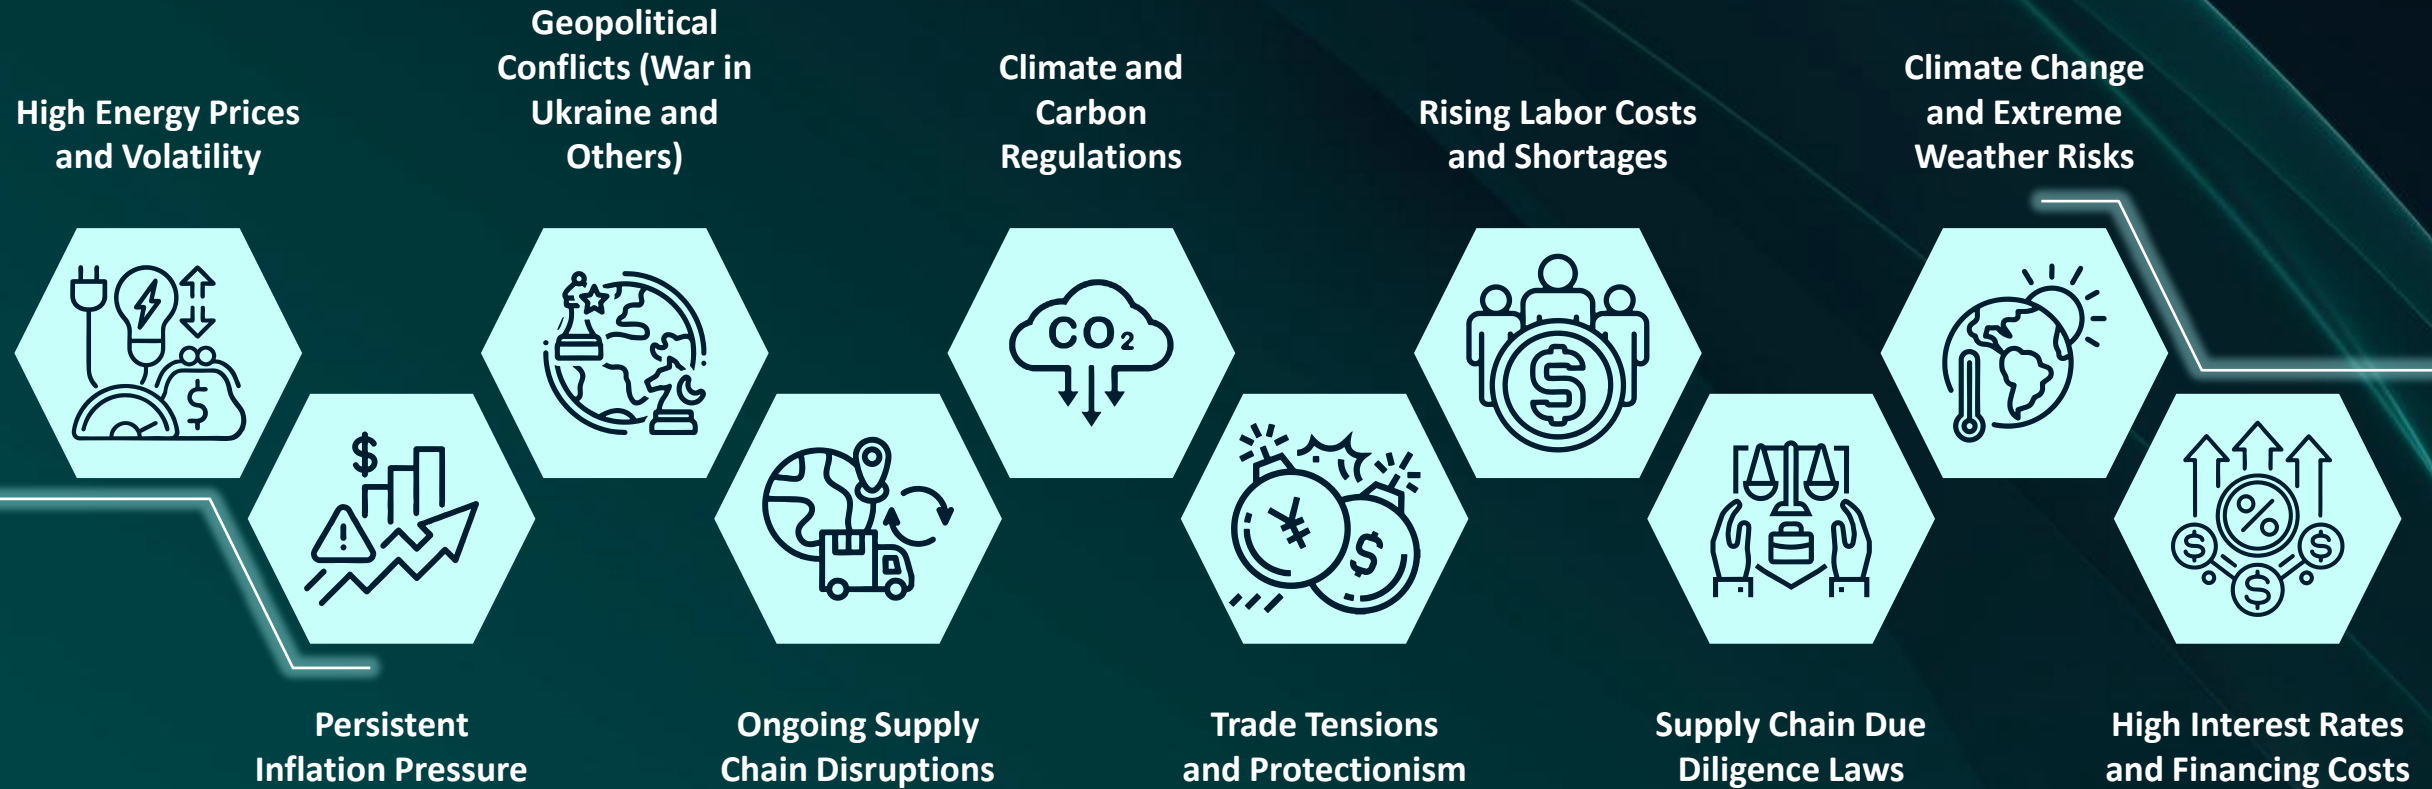 High Energy Prices
and Volatility
Geopolitical
Conflicts (War in
Ukraine and
Others)
Climate and
Carbon
Regulations
Rising Labor Costs
and Shortages
Climate Change
and Extreme
Weather Risks
$
$
CO₂
¥
$
$
%
$
$
$
!
Persistent
Inflation Pressure
Ongoing Supply
Chain Disruptions
Trade Tensions
and Protectionism
Supply Chain Due
Diligence Laws
High Interest Rates
and Financing Costs